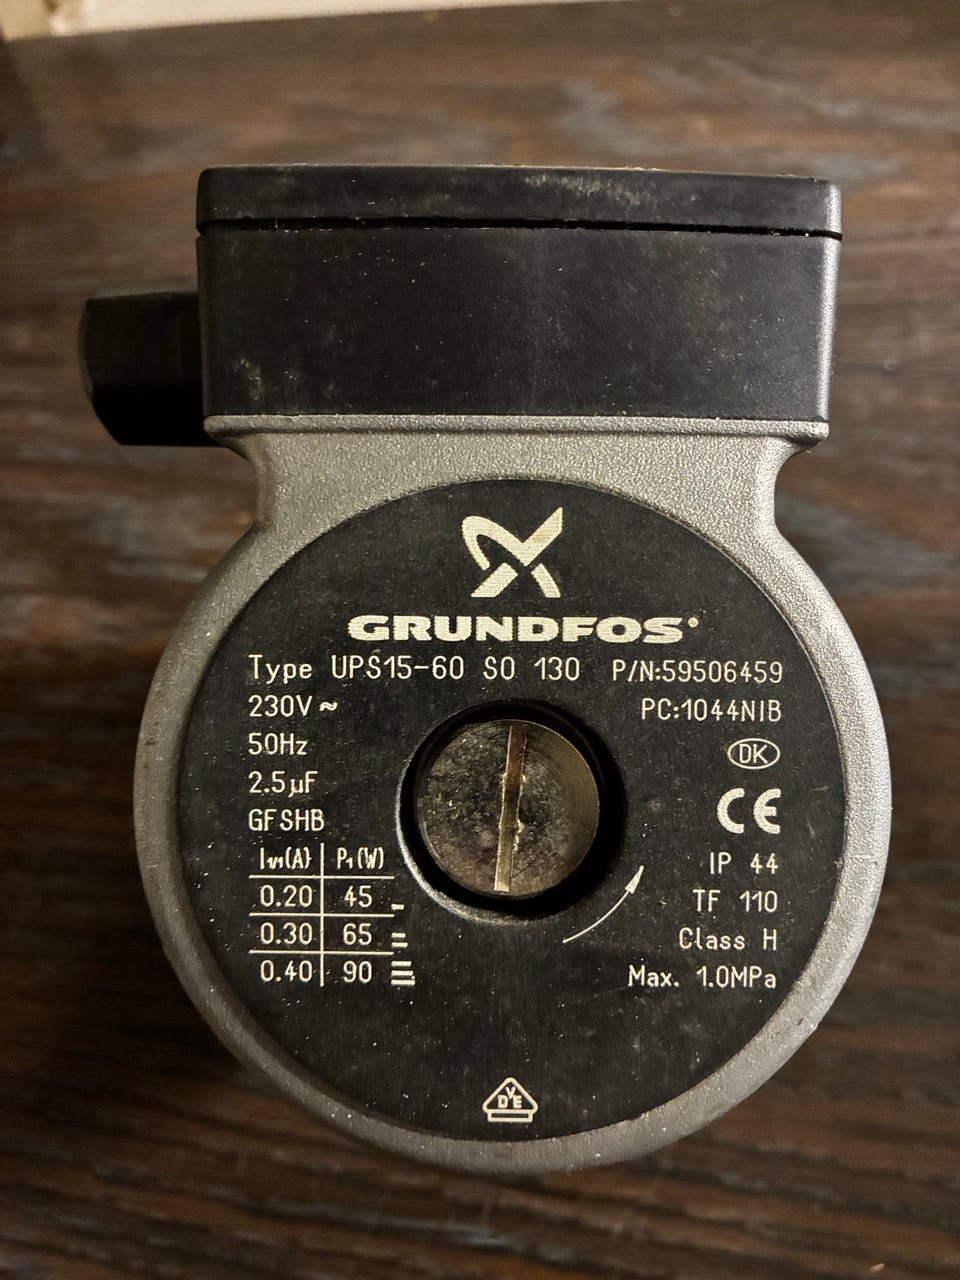 GRUNDFOS
Type UPS15-60 SO 130 P/N:59506459
230V ~ PC:1044NIB
50Hz DK
2.5µF CE
GFSHB
I1/1(A) P1(W) IP 44
0.20 45 TF 110
0.30 65 Class H
0.40 90 Max. 1.0MPa
VDE